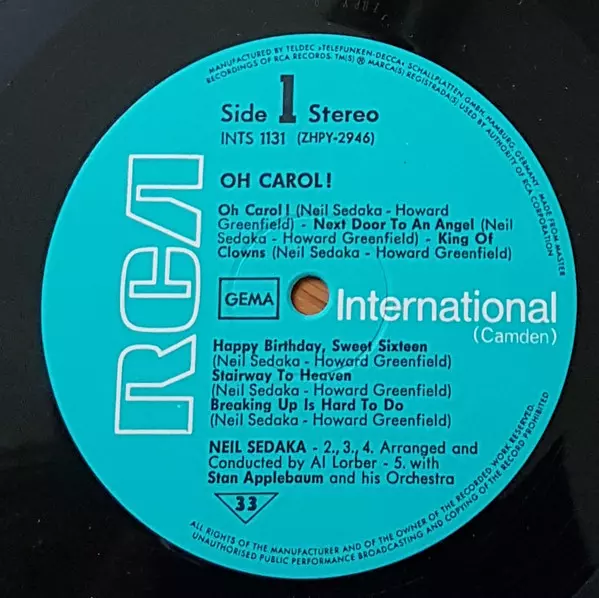 MANUFACTURED BY TELDEC »TELEFUNKEN-DECCA« SCHALLPLATTEN GMBH, HAMBURG, GERMANY / MADE FROM MASTER
RECORDINGS OF RCA RECORDS. TM(S) ® MARCA(S) REGISTRADA(S) USED BY AUTHORITY OF RCA CORPORATION
Side 1 Stereo
INTS 1131 (ZHPY-2946)
OH CAROL!
Oh Carol! (Neil Sedaka - Howard
Greenfield) - Next Door To An Angel (Neil
Sedaka - Howard Greenfield) - King Of
Clowns (Neil Sedaka - Howard Greenfield)
RCA
GEMA
International
(Camden)
Happy Birthday, Sweet Sixteen
(Neil Sedaka - Howard Greenfield)
Stairway To Heaven
(Neil Sedaka - Howard Greenfield)
Breaking Up Is Hard To Do
(Neil Sedaka - Howard Greenfield)
NEIL SEDAKA - 2., 3., 4. Arranged and
Conducted by Al Lorber - 5. with
Stan Applebaum and his Orchestra
33
ALL RIGHTS OF THE MANUFACTURER AND OF THE OWNER OF THE RECORDED WORK RESERVED.
UNAUTHORISED PUBLIC PERFORMANCE BROADCASTING AND COPYING OF THE RECORD PROHIBITED